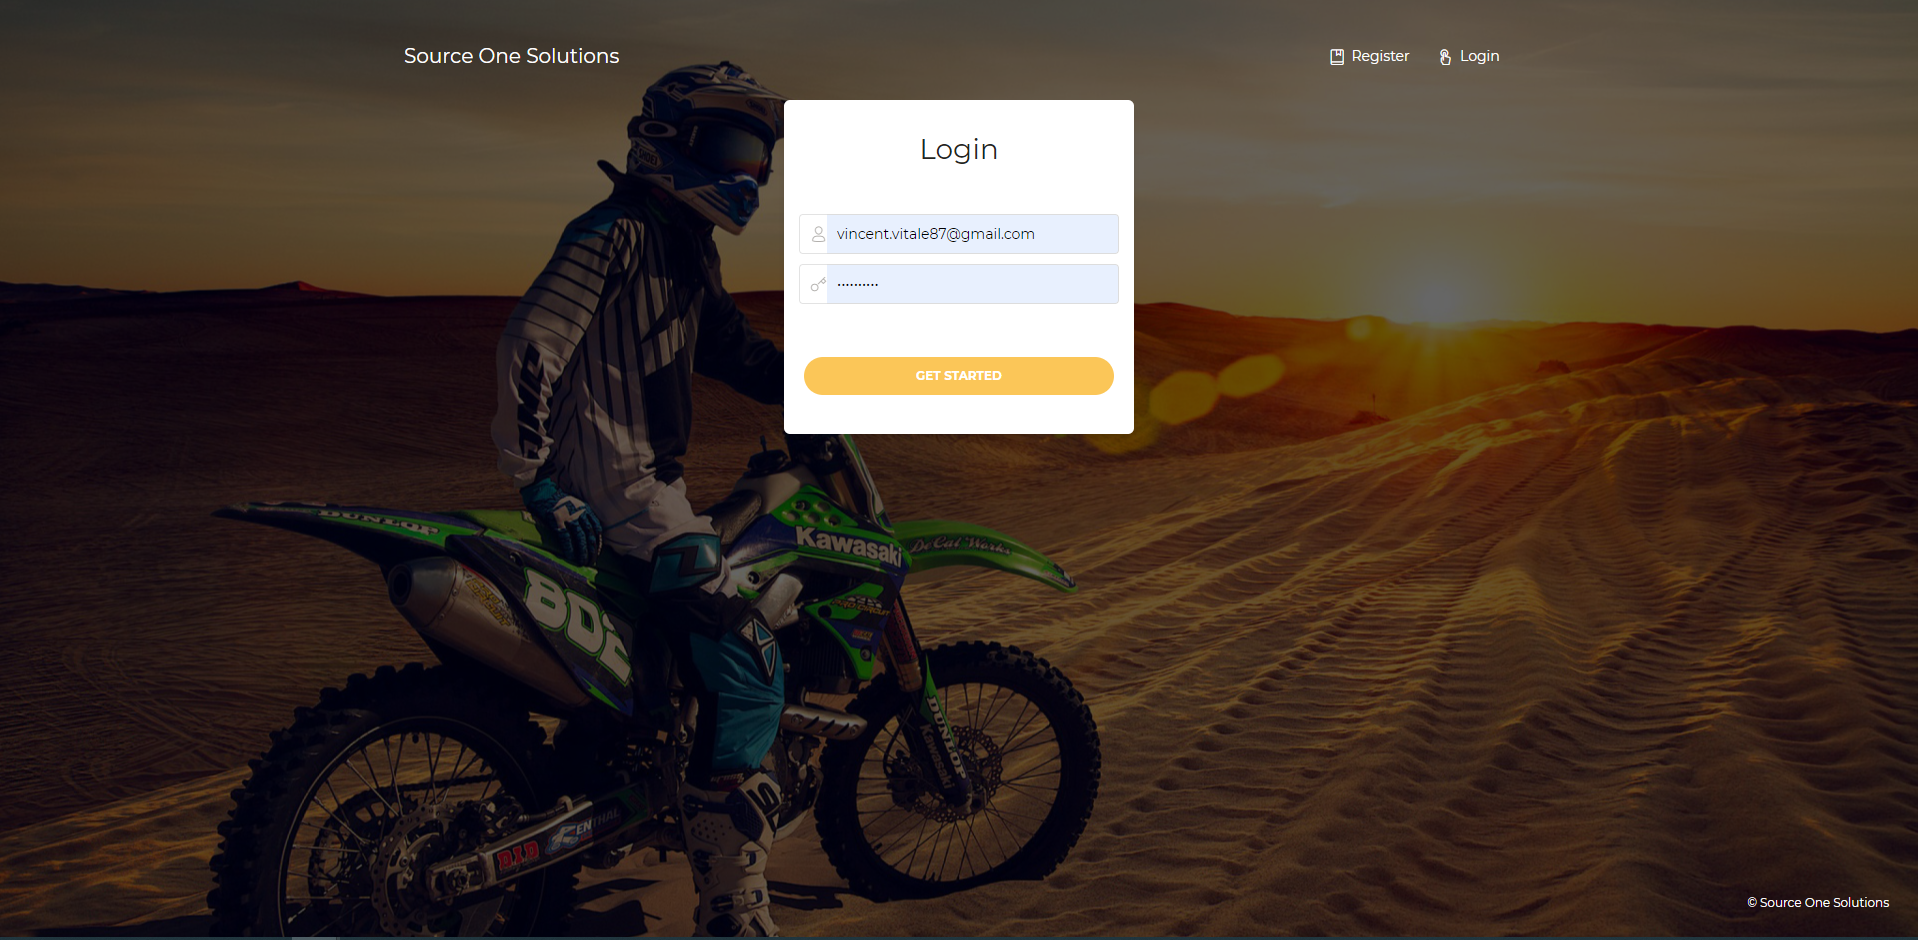 Source One Solutions
Register
Login
Login
vincent.vitale87@gmail.com
GET STARTED
DUNLOP
Kawasaki
DeCal Works
802
DUNLOP
D.I.D
© Source One Solutions